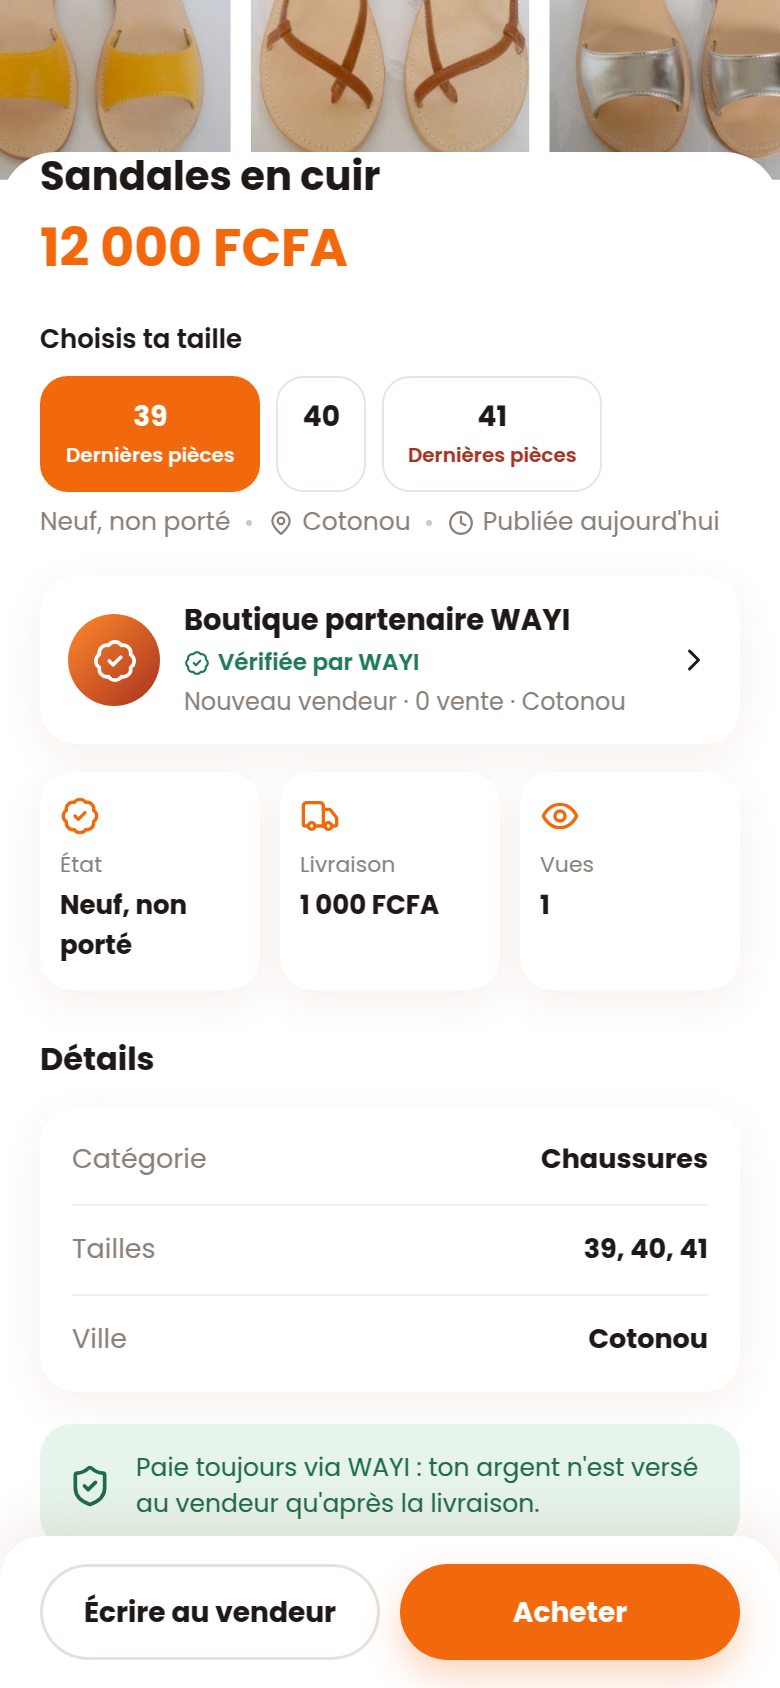 Sandales en cuir
12 000 FCFA
Choisis ta taille
39
Dernières pièces
40
41
Dernières pièces
Neuf, non porté • Cotonou • Publiée aujourd'hui
Boutique partenaire WAYI
Vérifiée par WAYI
Nouveau vendeur · 0 vente · Cotonou
État
Neuf, non
porté
Livraison
1 000 FCFA
Vues
1
Détails
Catégorie Chaussures
Tailles 39, 40, 41
Ville Cotonou
Paie toujours via WAYI : ton argent n'est versé
au vendeur qu'après la livraison.
Écrire au vendeur
Acheter